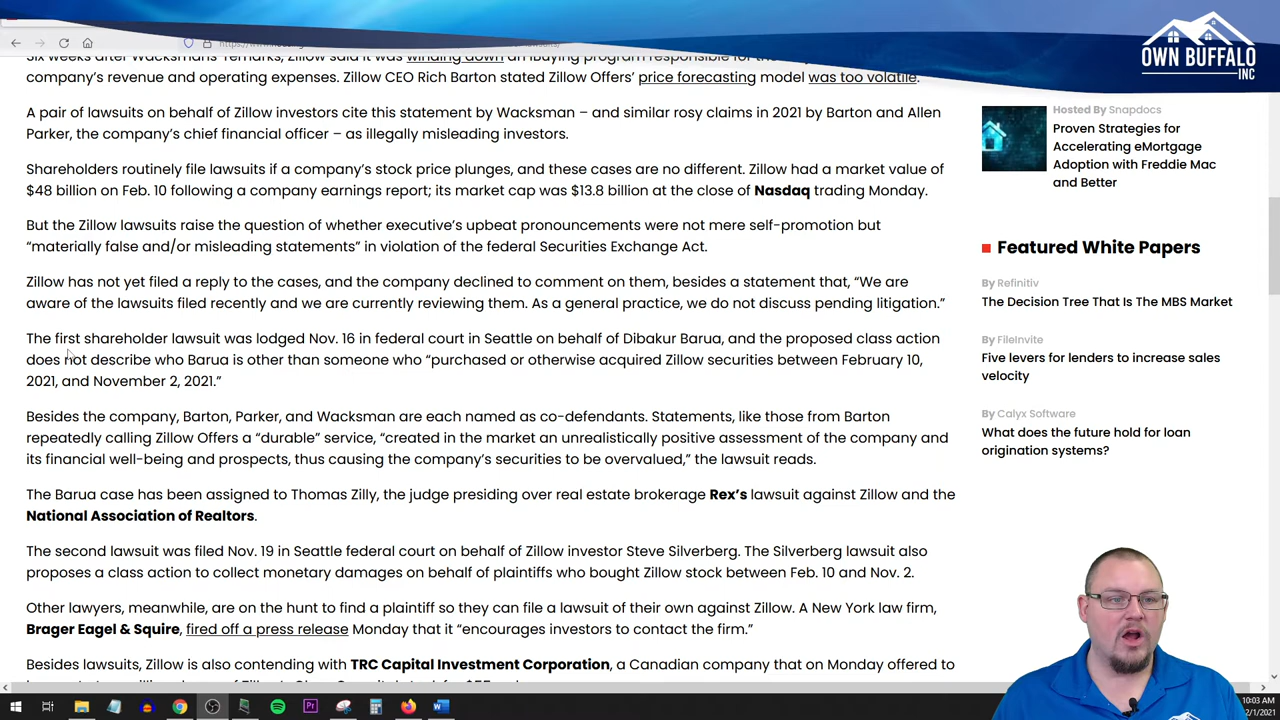 OWN BUFFALO
INC
Six weeks after Wacksman's remarks, Zillow said it was winding down an iBuying program responsible for the
company's revenue and operating expenses. Zillow CEO Rich Barton stated Zillow Offers' price forecasting model was too volatile.
A pair of lawsuits on behalf of Zillow investors cite this statement by Wacksman – and similar rosy claims in 2021 by Barton and Allen
Parker, the company's chief financial officer – as illegally misleading investors.
Shareholders routinely file lawsuits if a company's stock price plunges, and these cases are no different. Zillow had a market value of
$48 billion on Feb. 10 following a company earnings report; its market cap was $13.8 billion at the close of Nasdaq trading Monday.
But the Zillow lawsuits raise the question of whether executive's upbeat pronouncements were not mere self-promotion but
“materially false and/or misleading statements” in violation of the federal Securities Exchange Act.
Zillow has not yet filed a reply to the cases, and the company declined to comment on them, besides a statement that, “We are
aware of the lawsuits filed recently and we are currently reviewing them. As a general practice, we do not discuss pending litigation.”
The first shareholder lawsuit was lodged Nov. 16 in federal court in Seattle on behalf of Dibakur Barua, and the proposed class action
does not describe who Barua is other than someone who “purchased or otherwise acquired Zillow securities between February 10,
2021, and November 2, 2021.”
Besides the company, Barton, Parker, and Wacksman are each named as co-defendants. Statements, like those from Barton
repeatedly calling Zillow Offers a “durable” service, “created in the market an unrealistically positive assessment of the company and
its financial well-being and prospects, thus causing the company's securities to be overvalued,” the lawsuit reads.
The Barua case has been assigned to Thomas Zilly, the judge presiding over real estate brokerage Rex's lawsuit against Zillow and the
National Association of Realtors.
The second lawsuit was filed Nov. 19 in Seattle federal court on behalf of Zillow investor Steve Silverberg. The Silverberg lawsuit also
proposes a class action to collect monetary damages on behalf of plaintiffs who bought Zillow stock between Feb. 10 and Nov. 2.
Other lawyers, meanwhile, are on the hunt to find a plaintiff so they can file a lawsuit of their own against Zillow. A New York law firm,
Brager Eagel & Squire, fired off a press release Monday that it “encourages investors to contact the firm.”
Besides lawsuits, Zillow is also contending with TRC Capital Investment Corporation, a Canadian company that on Monday offered to
Hosted By Snapdocs
Proven Strategies for
Accelerating eMortgage
Adoption with Freddie Mac
and Better
Featured White Papers
By Refinitiv
The Decision Tree That Is The MBS Market
By FileInvite
Five levers for lenders to increase sales
velocity
By Calyx Software
What does the future hold for loan
origination systems?
10:03 AM
2/1/2021